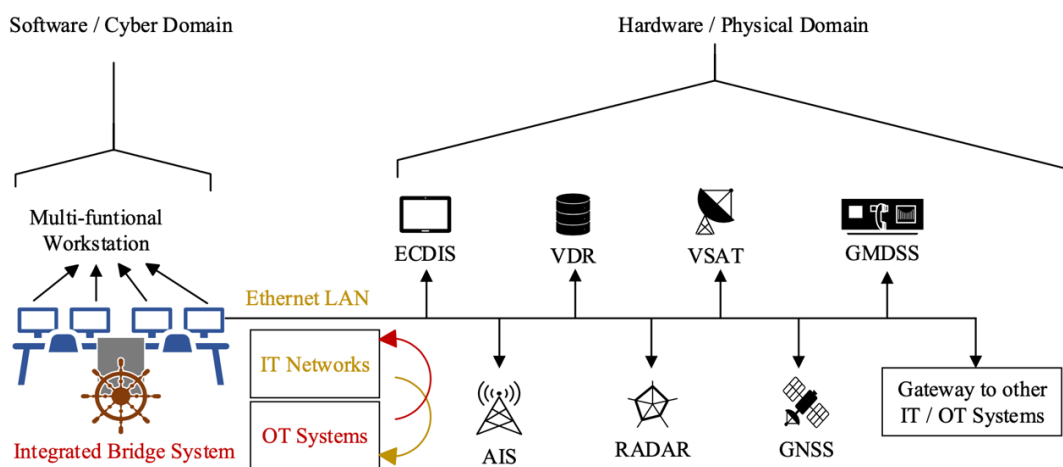 Software / Cyber Domain
Hardware / Physical Domain
Multi-funtional
Workstation
ECDIS
VDR
VSAT
GMDSS
Ethernet LAN
IT Networks
OT Systems
Integrated Bridge System
AIS
RADAR
GNSS
Gateway to other
IT / OT Systems